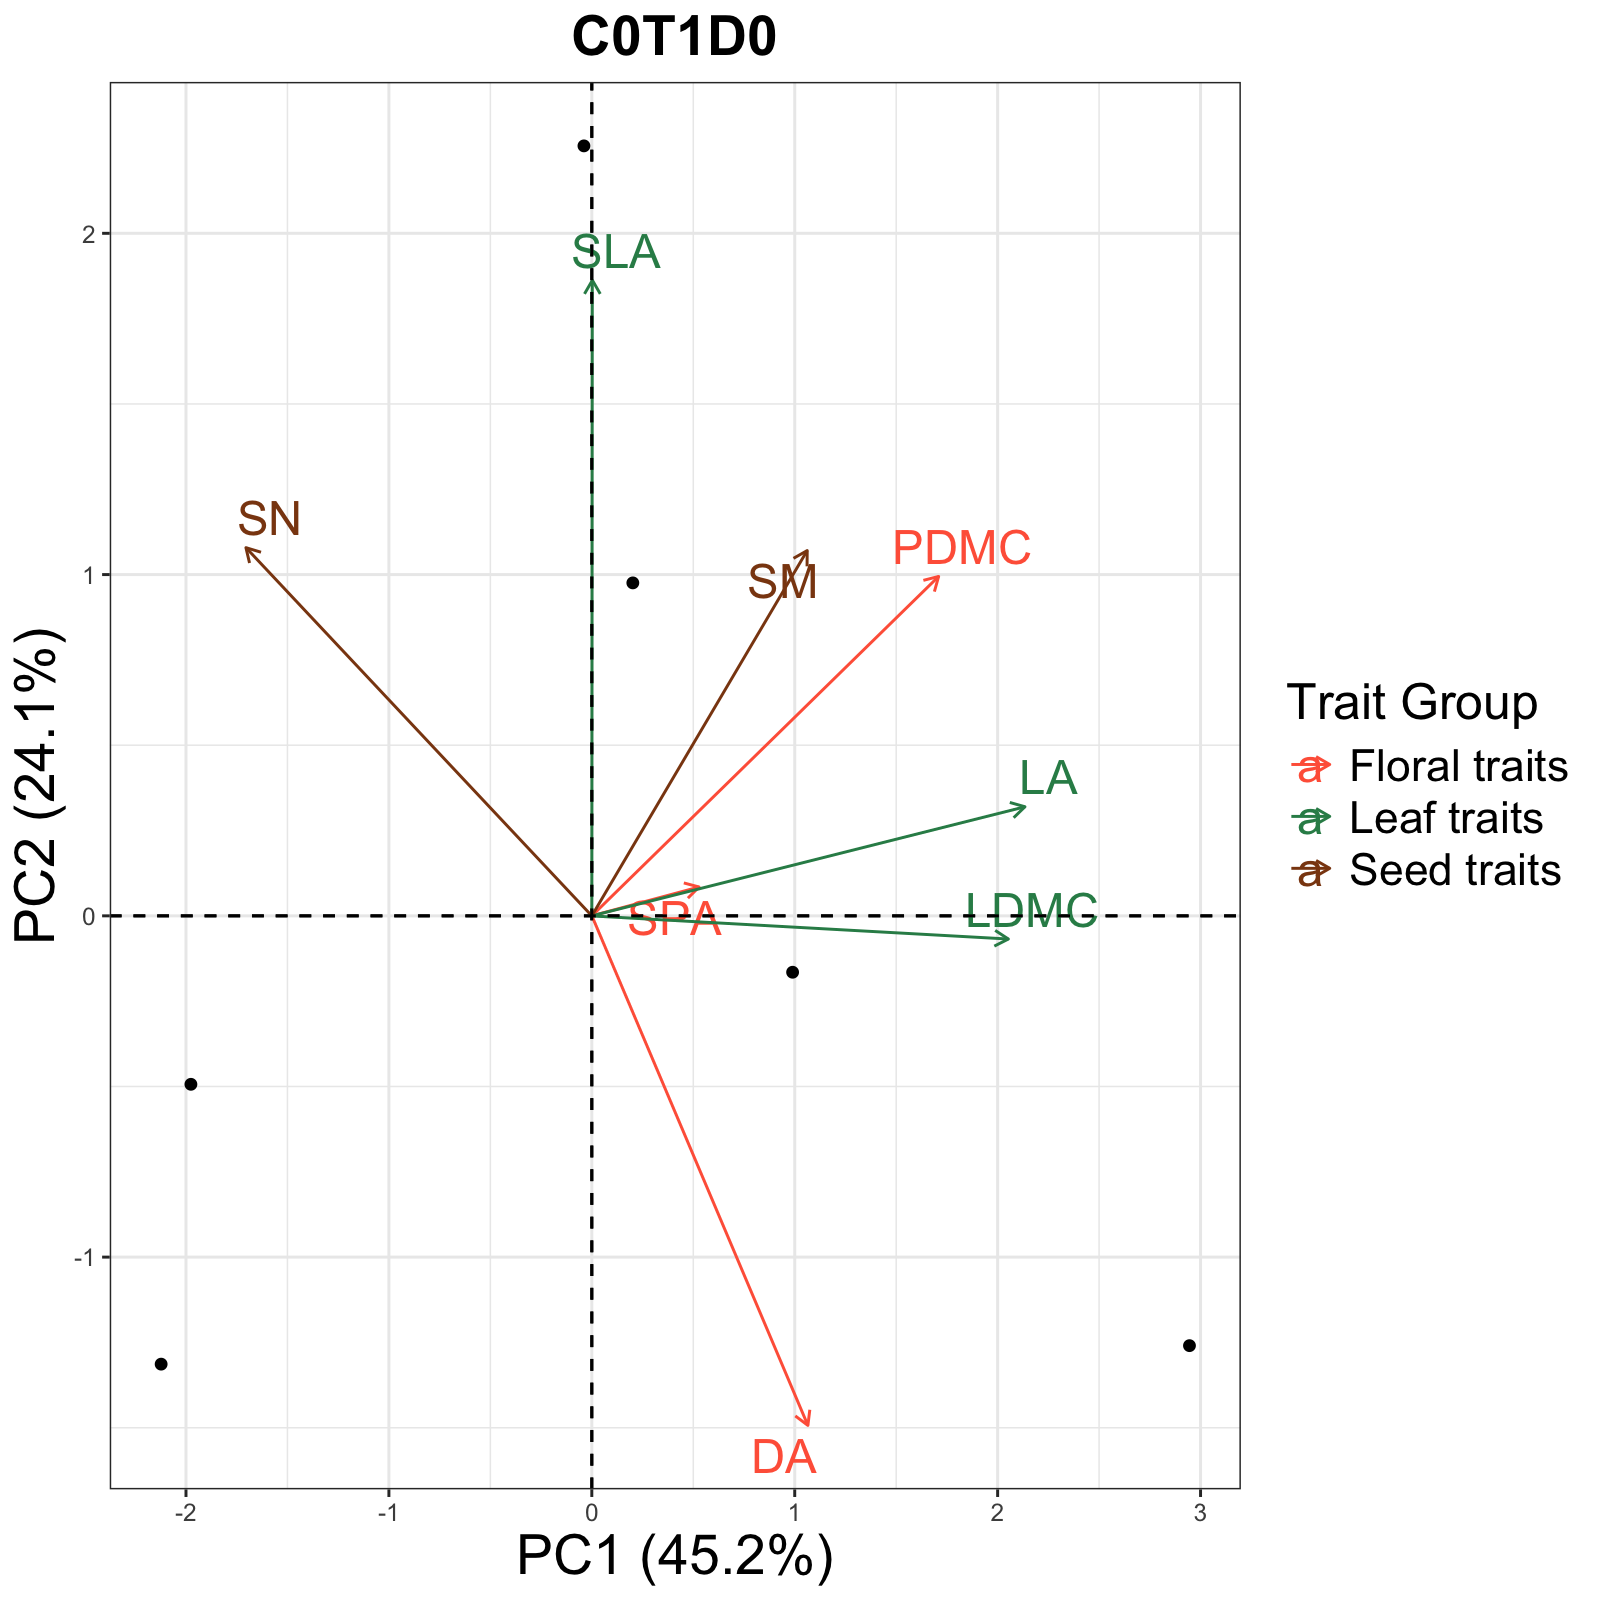 C0T1D0
PC2 (24.1%)
2
1
0
-1
SLA
SN
SM
PDMC
LA
SPA
LDMC
DA
-2
-1
0
1
2
3
PC1 (45.2%)
Trait Group
a Floral traits
a Leaf traits
a Seed traits